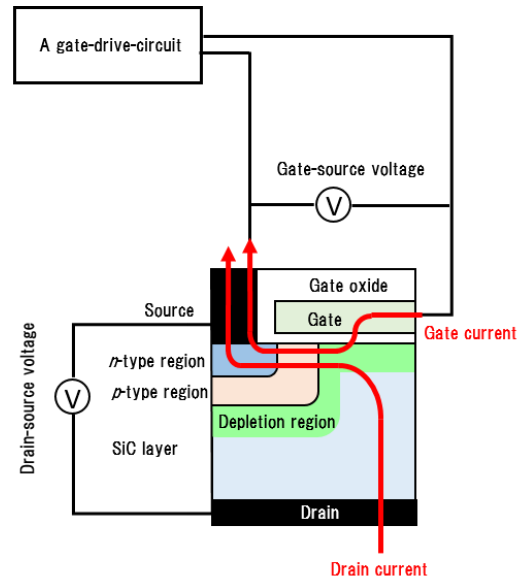 A gate-drive-circuit
Gate-source voltage
V
Gate oxide
Source
Gate
Gate current
n-type region
Drain-source voltage
V
p-type region
Depletion region
SiC layer
Drain
Drain current